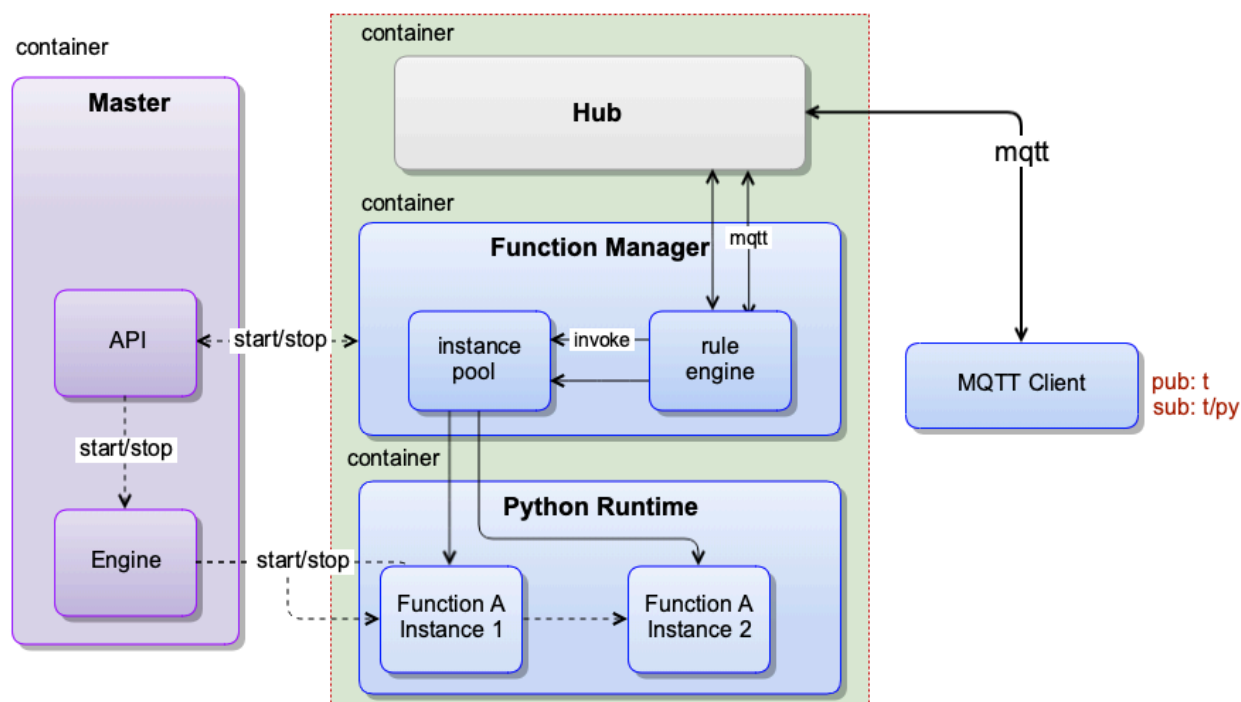 container
Master
API
start/stop
Engine
start/stop
start/stop
container
Hub
container
Function Manager
mqtt
instance
pool
invoke
rule
engine
container
Python Runtime
Function A
Instance 1
Function A
Instance 2
mqtt
MQTT Client
pub: t
sub: t/py